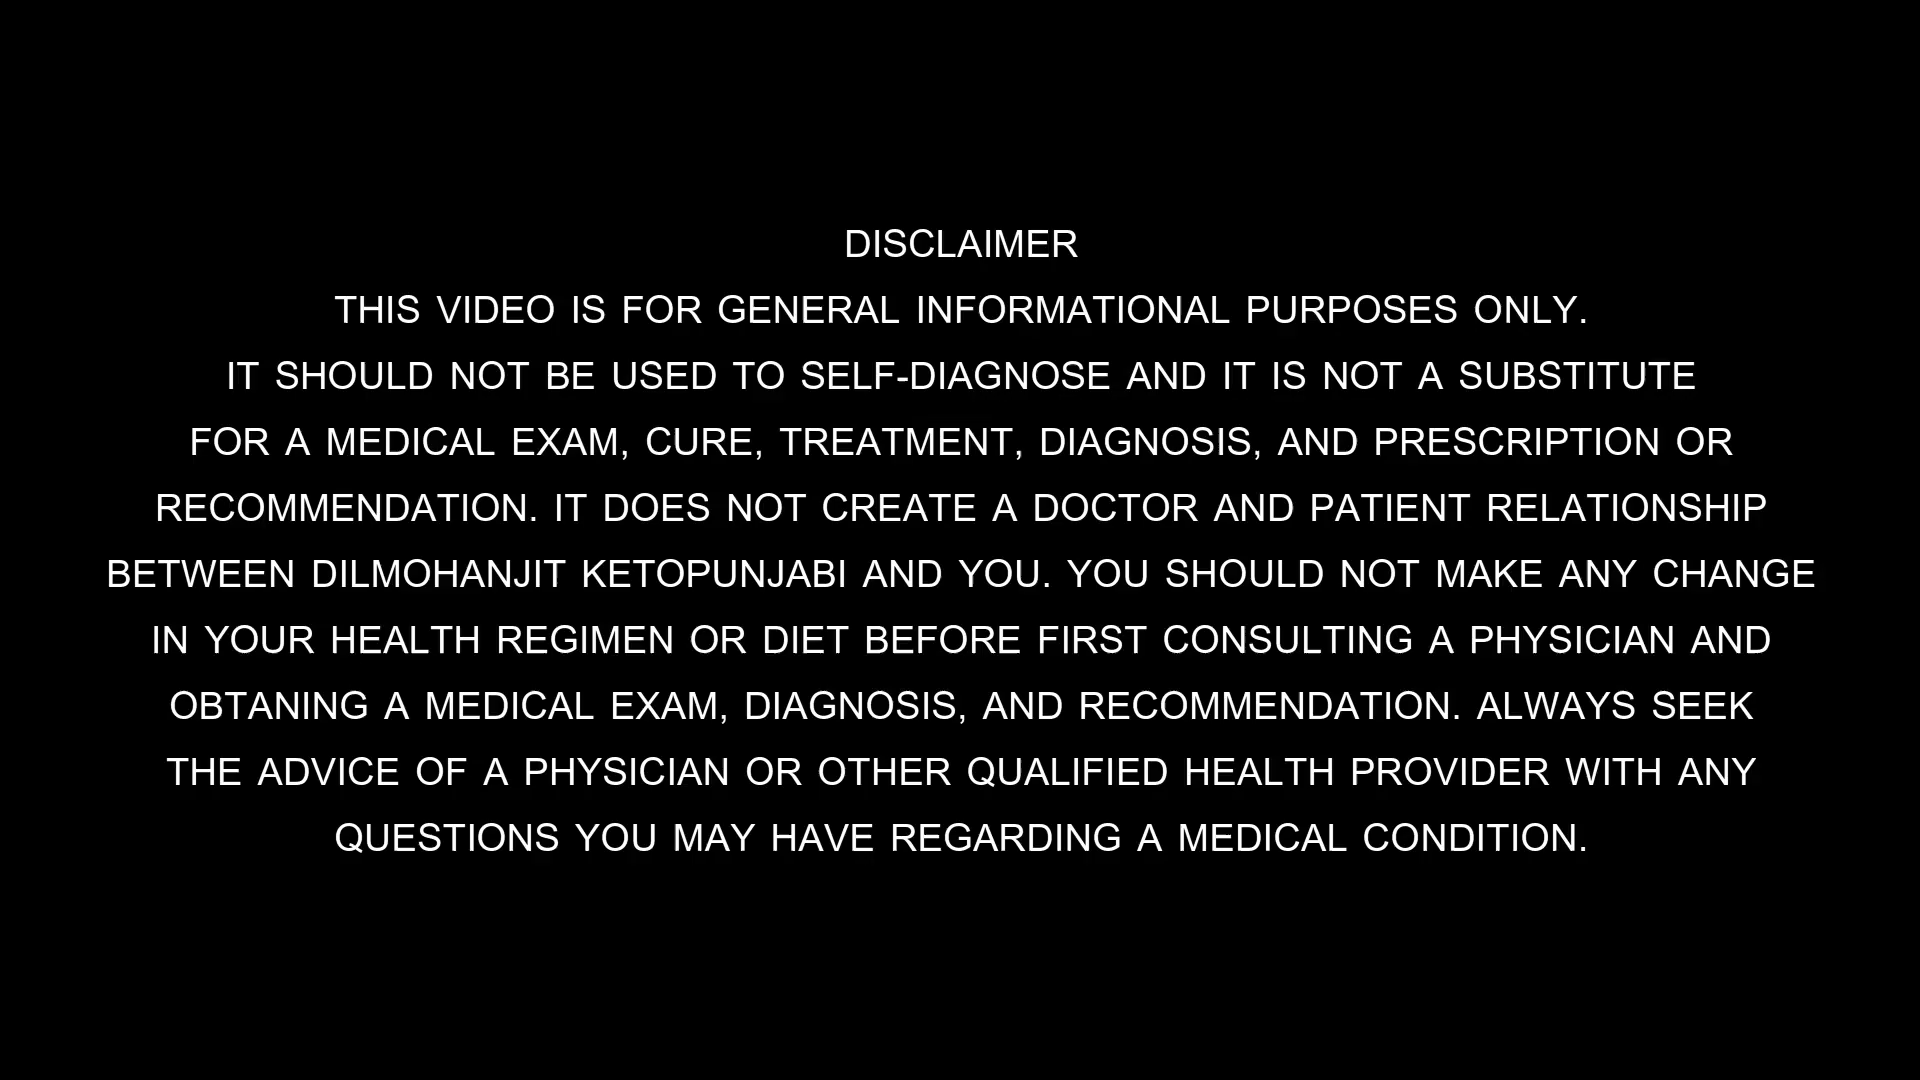 DISCLAIMER
THIS VIDEO IS FOR GENERAL INFORMATIONAL PURPOSES ONLY.
IT SHOULD NOT BE USED TO SELF-DIAGNOSE AND IT IS NOT A SUBSTITUTE
FOR A MEDICAL EXAM, CURE, TREATMENT, DIAGNOSIS, AND PRESCRIPTION OR
RECOMMENDATION. IT DOES NOT CREATE A DOCTOR AND PATIENT RELATIONSHIP
BETWEEN DILMOHANJIT KETOPUNJABI AND YOU. YOU SHOULD NOT MAKE ANY CHANGE
IN YOUR HEALTH REGIMEN OR DIET BEFORE FIRST CONSULTING A PHYSICIAN AND
OBTANING A MEDICAL EXAM, DIAGNOSIS, AND RECOMMENDATION. ALWAYS SEEK
THE ADVICE OF A PHYSICIAN OR OTHER QUALIFIED HEALTH PROVIDER WITH ANY
QUESTIONS YOU MAY HAVE REGARDING A MEDICAL CONDITION.